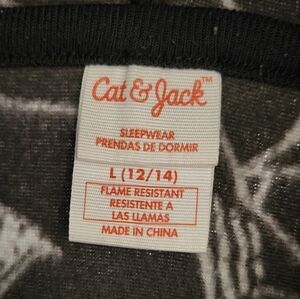 Cat & Jack™
SLEEPWEAR
PRENDAS DE DORMIR
L (12/14)
FLAME RESISTANT
RESISTENTE A
LAS LLAMAS
MADE IN CHINA